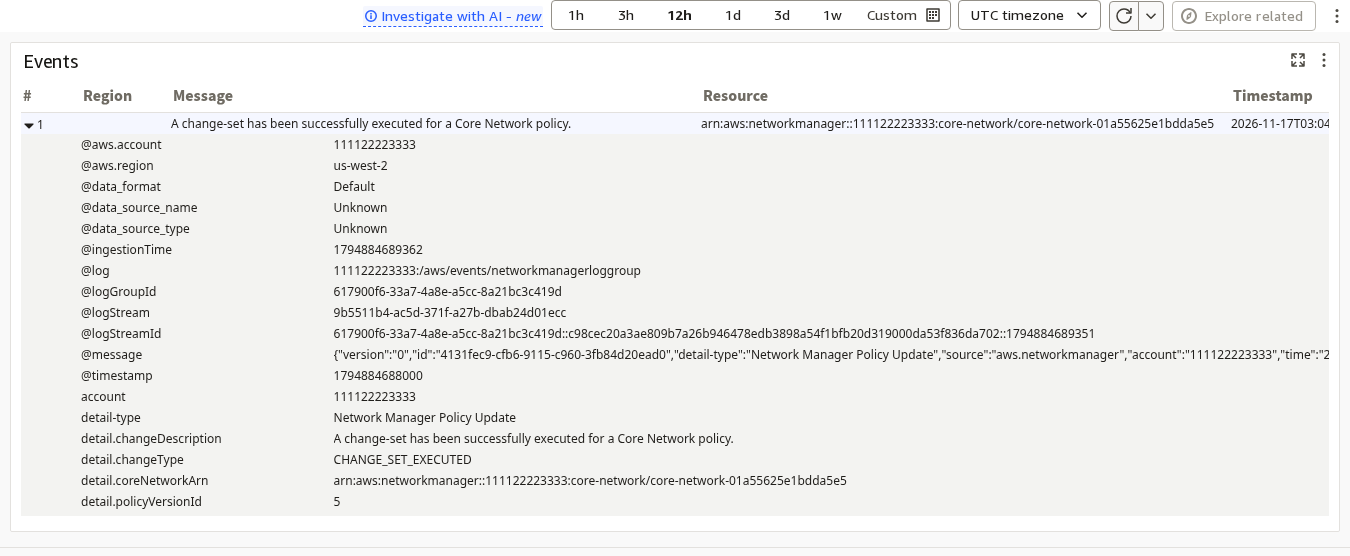 Investigate with AI - new 1h 3h 12h 1d 3d 1w Custom UTC timezone Explore related
Events
# Region Message Resource Timestamp
1 A change-set has been successfully executed for a Core Network policy. arn:aws:networkmanager::111122223333:core-network/core-network-01a55625e1bdda5e5 2026-11-17T03:04
@aws.account 111122223333
@aws.region us-west-2
@data_format Default
@data_source_name Unknown
@data_source_type Unknown
@ingestionTime 1794884689362
@log 111122223333:/aws/events/networkmanagerloggroup
@logGroupId 617900f6-33a7-4a8e-a5cc-8a21bc3c419d
@logStream 9b5511b4-ac5d-371f-a27b-dbab24d01ecc
@logStreamId 617900f6-33a7-4a8e-a5cc-8a21bc3c419d::c98cec20a3ae809b7a26b946478edb3898a54f1bfb20d319000da53f836da702::1794884689351
@message {"version":"0","id":"4131fec9-cfb6-9115-c960-3fb84d20ead0","detail-type":"Network Manager Policy Update","source":"aws.networkmanager","account":"111122223333","time":"2
@timestamp 1794884688000
account 111122223333
detail-type Network Manager Policy Update
detail.changeDescription A change-set has been successfully executed for a Core Network policy.
detail.changeType CHANGE_SET_EXECUTED
detail.coreNetworkArn arn:aws:networkmanager::111122223333:core-network/core-network-01a55625e1bdda5e5
detail.policyVersionId 5